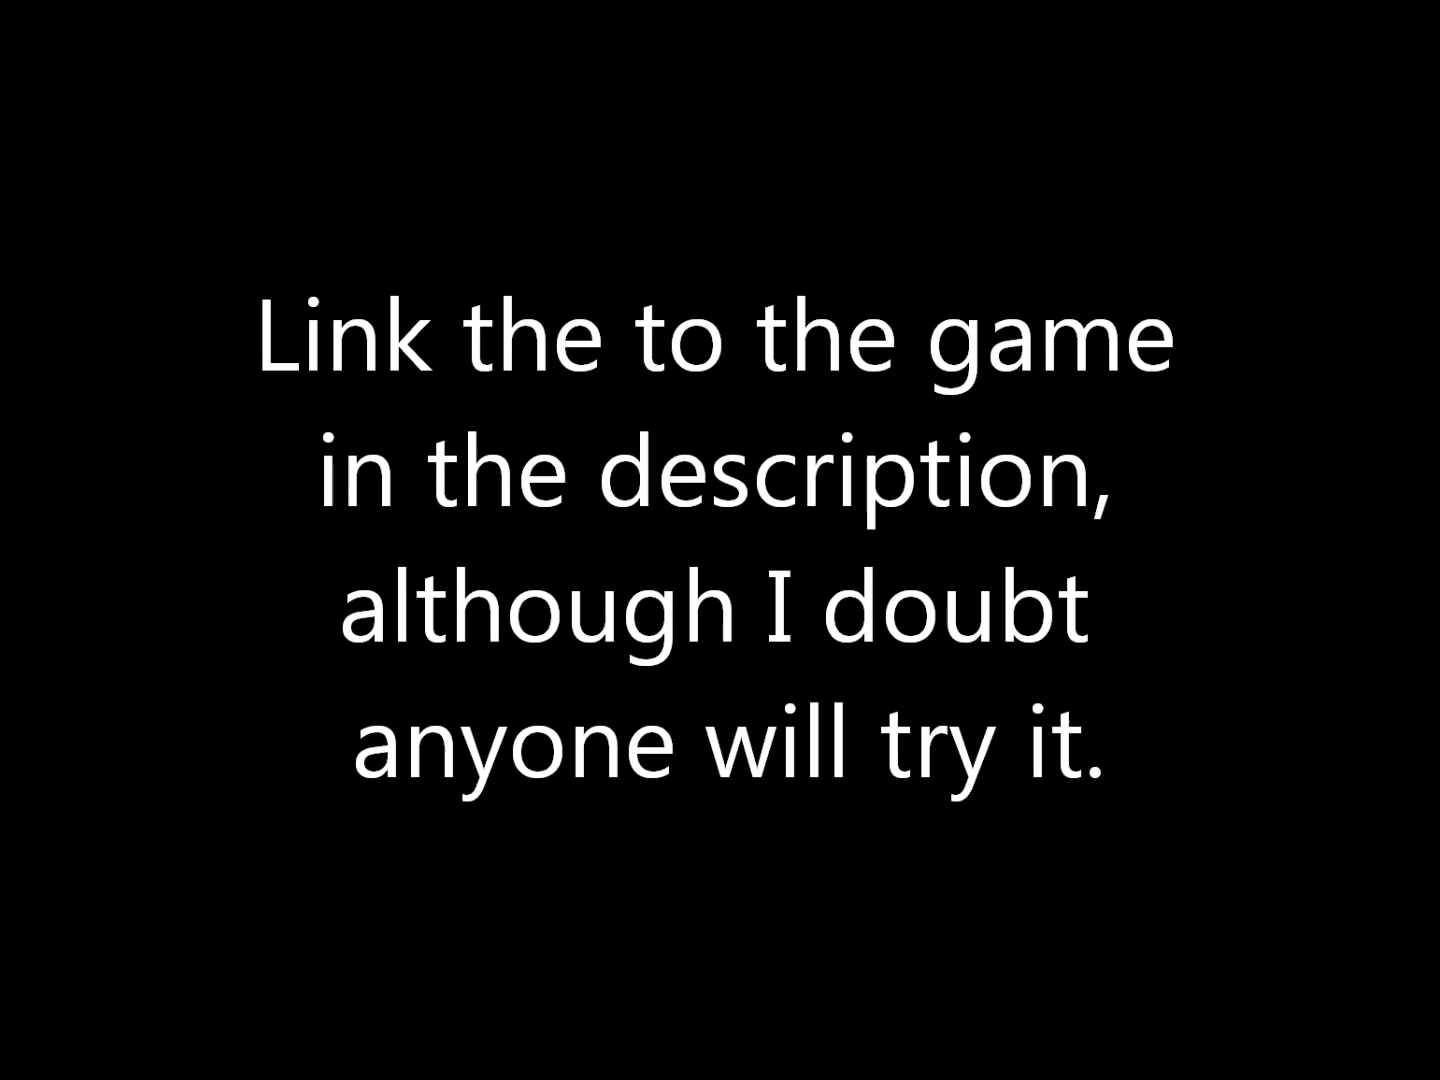 Link the to the game
in the description,
although I doubt
anyone will try it.